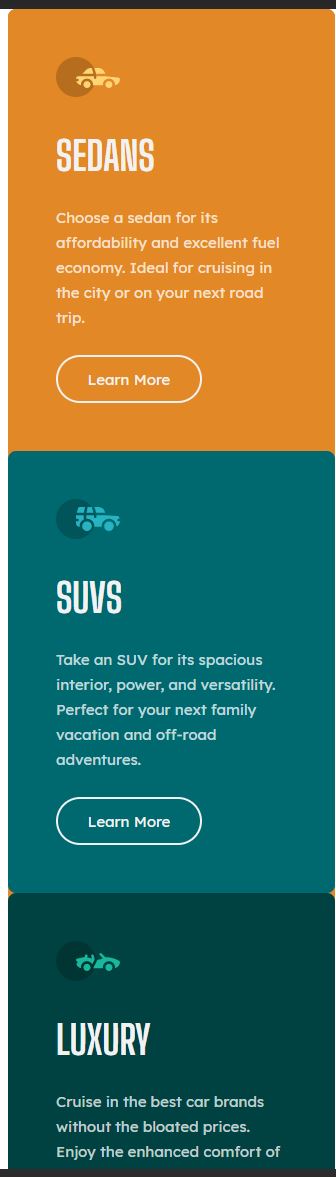 SEDANS
Choose a sedan for its
affordability and excellent fuel
economy. Ideal for cruising in
the city or on your next road
trip.
Learn More
SUVS
Take an SUV for its spacious
interior, power, and versatility.
Perfect for your next family
vacation and off-road
adventures.
Learn More
LUXURY
Cruise in the best car brands
without the bloated prices.
Enjoy the enhanced comfort of